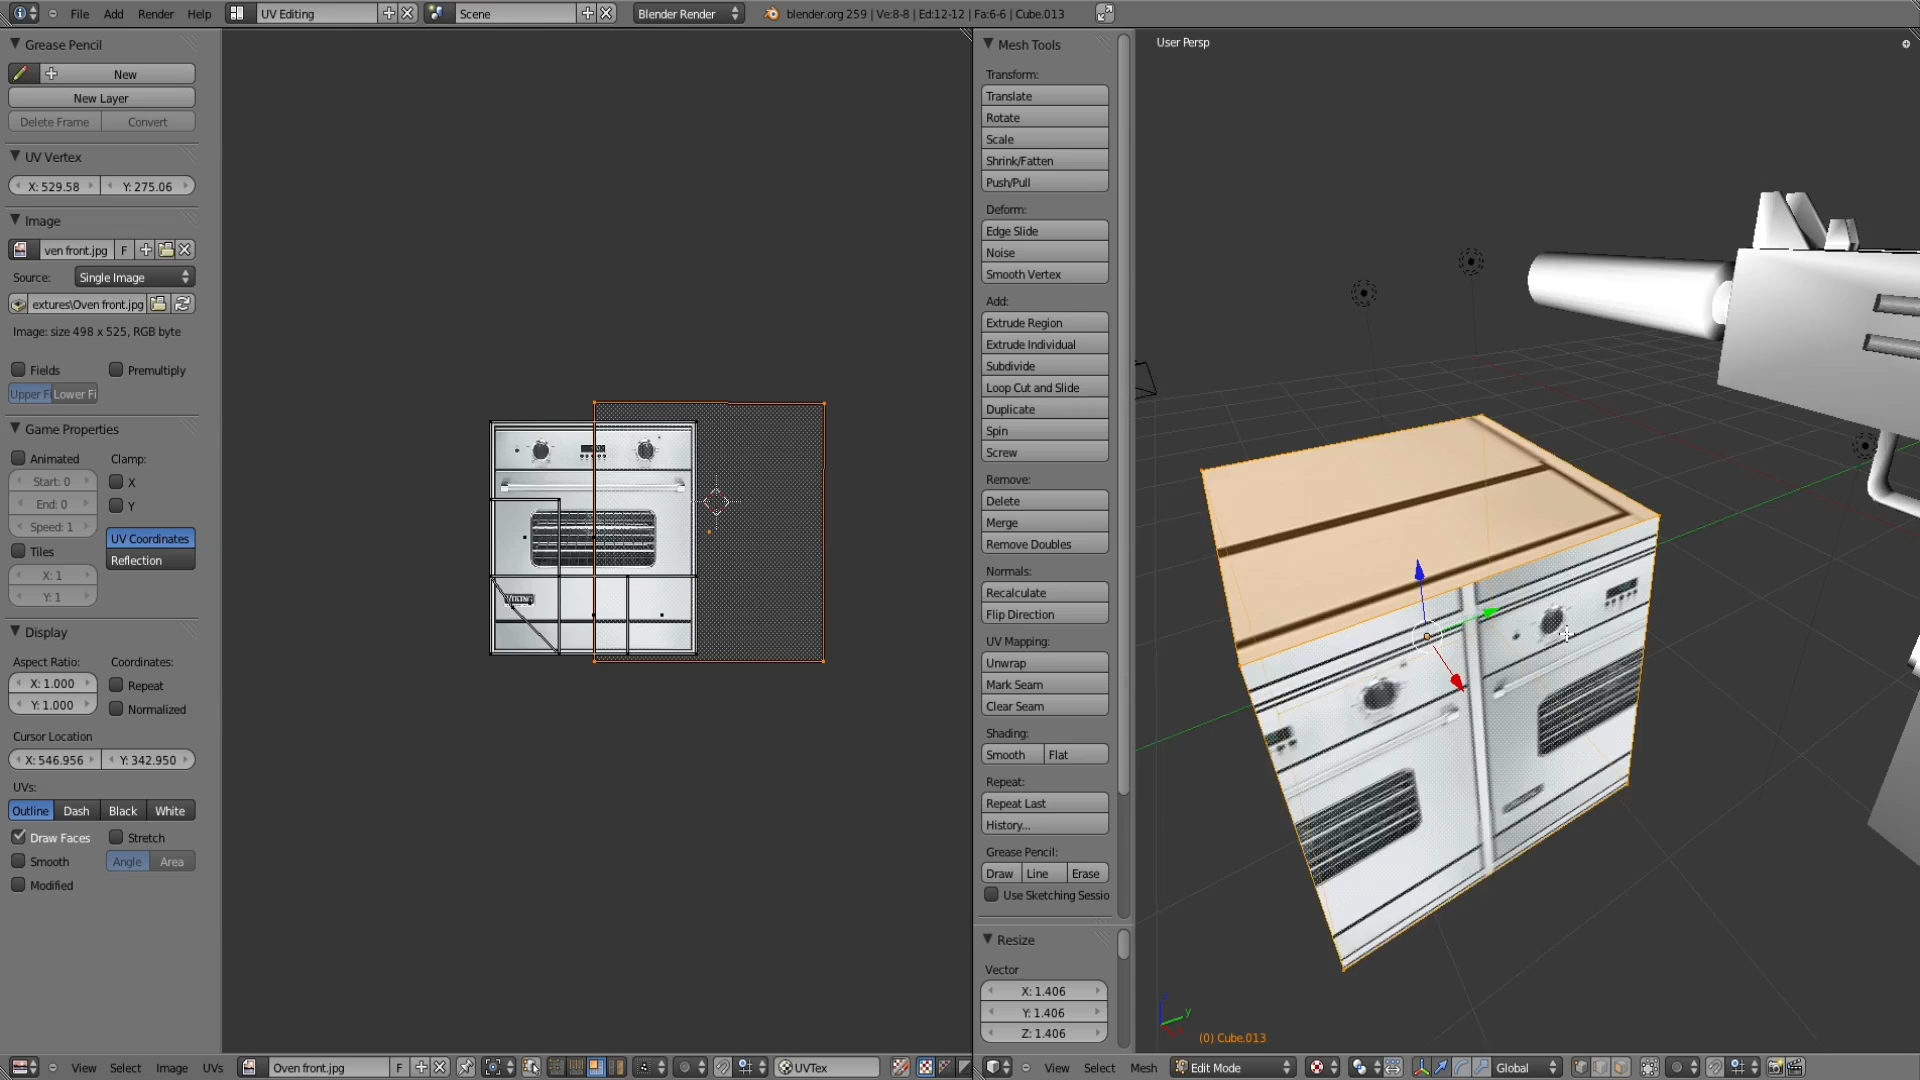 File Add Render Help UV Editing Scene Blender Render blender.org 259 | Ve:8-8 | Ed:12-12 | Fa:6-6 | Cube.013
Grease Pencil
New
New Layer
Delete Frame Convert
UV Vertex
X: 529.58 Y: 275.06
Image
ven front.jpg F
Source: Single Image
extures\Oven front.jpg
Image: size 498 x 525, RGB byte
Fields Premultiply
Upper Fi Lower Fi
Game Properties
Animated Clamp:
Start: 0 X
End: 0 Y
Speed: 1
UV Coordinates
Tiles Reflection
X: 1
Y: 1
Display
Aspect Ratio: Coordinates:
X: 1.000 Repeat
Y: 1.000 Normalized
Cursor Location
X: 546.956 Y: 342.950
UVs:
Outline Dash Black White
Draw Faces Stretch
Smooth Angle Area
Modified
VIKING
Mesh Tools
Transform:
Translate
Rotate
Scale
Shrink/Fatten
Push/Pull
Deform:
Edge Slide
Noise
Smooth Vertex
Add:
Extrude Region
Extrude Individual
Subdivide
Loop Cut and Slide
Duplicate
Spin
Screw
Remove:
Delete
Merge
Remove Doubles
Normals:
Recalculate
Flip Direction
UV Mapping:
Unwrap
Mark Seam
Clear Seam
Shading:
Smooth Flat
Repeat:
Repeat Last
History...
Grease Pencil:
Draw Line Erase
Use Sketching Sessio
Resize
Vector
X: 1.406
Y: 1.406
Z: 1.406
User Persp
y
(0) Cube.013
View Select Image UVs Oven front.jpg F UVTex
View Select Mesh Edit Mode Global